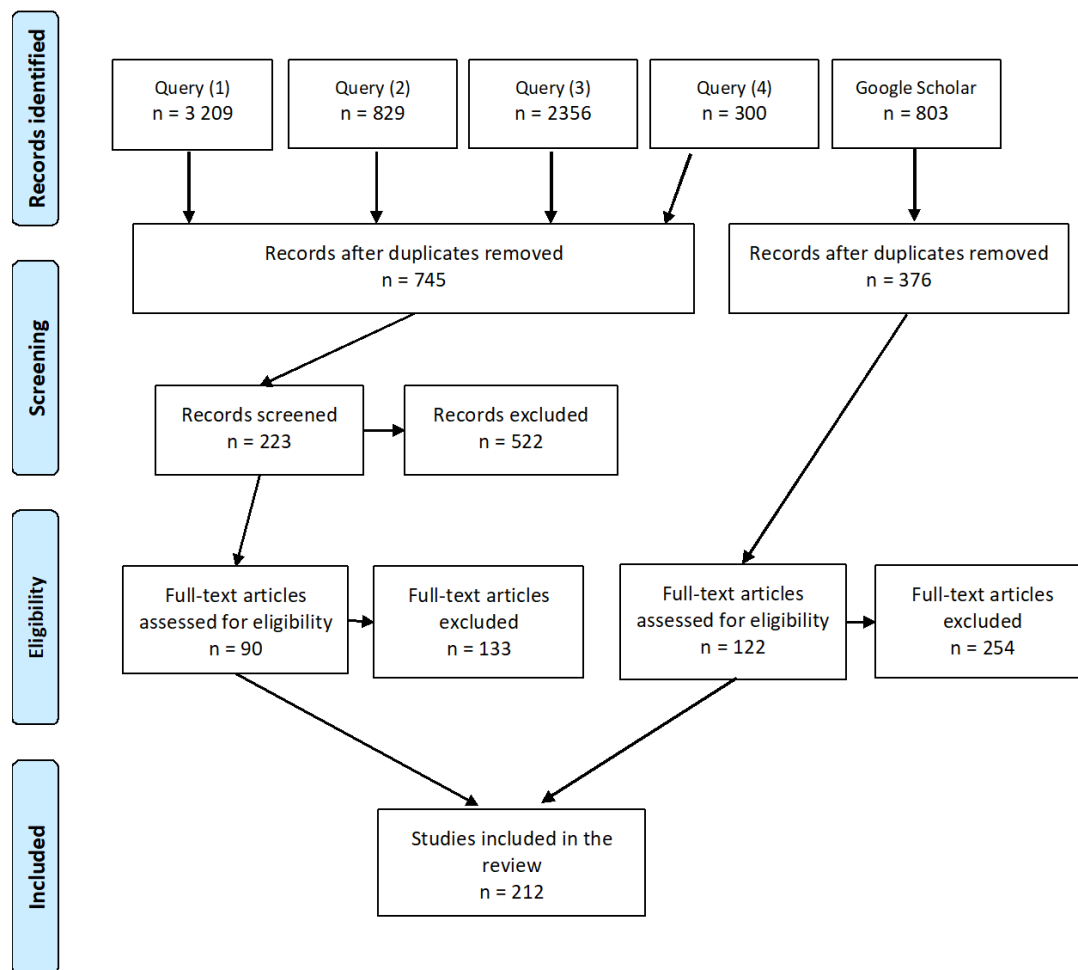 Records identified
Query (1)
n = 3 209
Query (2)
n = 829
Query (3)
n = 2356
Query (4)
n = 300
Google Scholar
n = 803
Records after duplicates removed
n = 745
Records after duplicates removed
n = 376
Screening
Records screened
n = 223
Records excluded
n = 522
Eligibility
Full-text articles
assessed for eligibility
n = 90
Full-text articles
excluded
n = 133
Full-text articles
assessed for eligibility
n = 122
Full-text articles
excluded
n = 254
Included
Studies included in the
review
n = 212